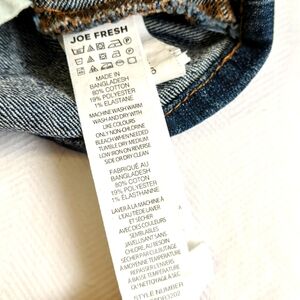 JOE FRESH
MADE IN
BANGLADESH
80% COTTON
19% POLYESTER
1% ELASTANE
MACHINE WASH WARM
WASH AND DRY WITH
LIKE COLOURS
ONLY NON-CHLORINE
BLEACH WHEN NEEDED
TUMBLE DRY MEDIUM
LOW IRON ON REVERSE
SIDE OR DRY CLEAN
FABRIQUÉ AU
BANGLADESH
80% COTON
19% POLYESTER
1% ÉLASTHANNE
LAVER À LA MACHINE À
L'EAU TIÈDE LAVER
ET SÉCHER
AVEC DES COULEURS
SEMBLABLES
JAVELLISANT SANS
CHLORE AU BESOIN
SÉCHER PAR CULBUTAGE
À MOYENNE TEMPÉRATURE
REPASSER L'ENVERS
À BASSE TEMPÉRATURE
OU NETTOYAGE À SEC
STYLE NUMBER